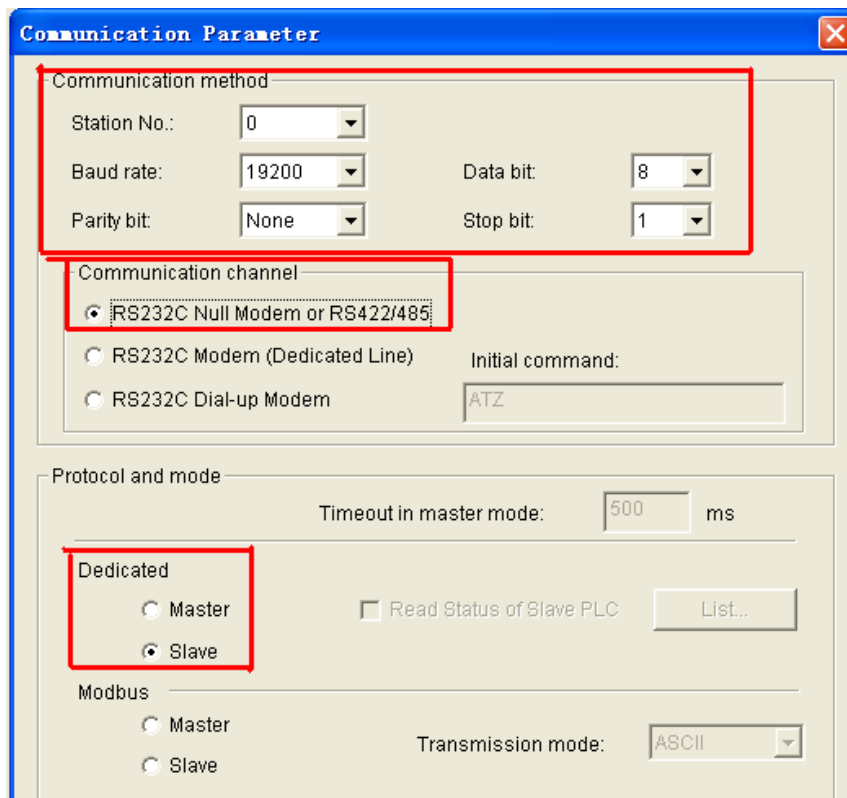 Communication Parameter
Communication method
Station No.: 0
Baud rate: 19200 Data bit: 8
Parity bit: None Stop bit: 1
Communication channel
RS232C Null Modem or RS422/485
RS232C Modem (Dedicated Line) Initial command:
RS232C Dial-up Modem ATZ
Protocol and mode
Timeout in master mode: 500 ms
Dedicated
Master Read Status of Slave PLC List...
Slave
Modbus
Master
Transmission mode: ASCII
Slave